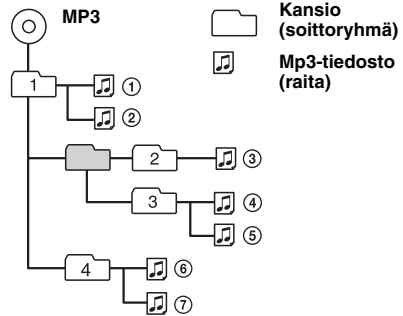 MP3
Kansio
(soittoryhmä)
Mp3-tiedosto
(raita)
1
①
②
2
③
3
④
⑤
4
⑥
⑦